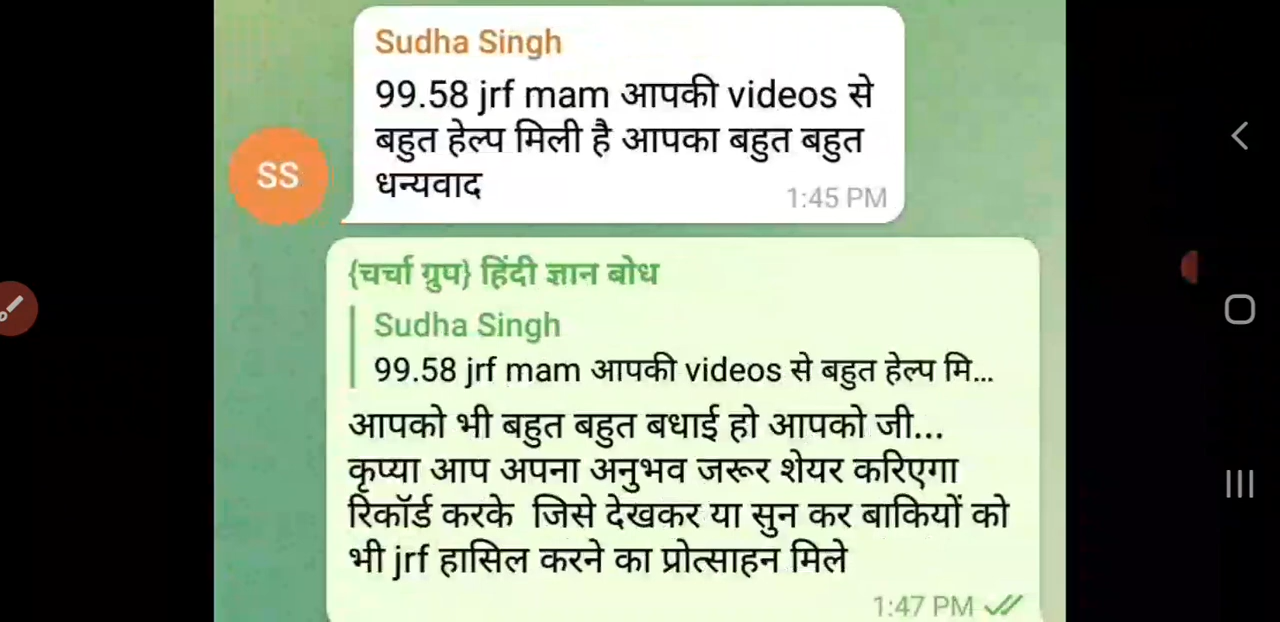 Sudha Singh
99.58 jrf mam आपकी videos से
बहुत हेल्प मिली है आपका बहुत बहुत
धन्यवाद
1:45 PM
SS
{चर्चा ग्रुप} हिंदी ज्ञान बोध
Sudha Singh
99.58 jrf mam आपकी videos से बहुत हेल्प मि...
आपको भी बहुत बहुत बधाई हो आपको जी...
कृप्या आप अपना अनुभव जरूर शेयर करिएगा
रिकॉर्ड करके जिसे देखकर या सुन कर बाकियों को
भी jrf हासिल करने का प्रोत्साहन मिले
1:47 PM